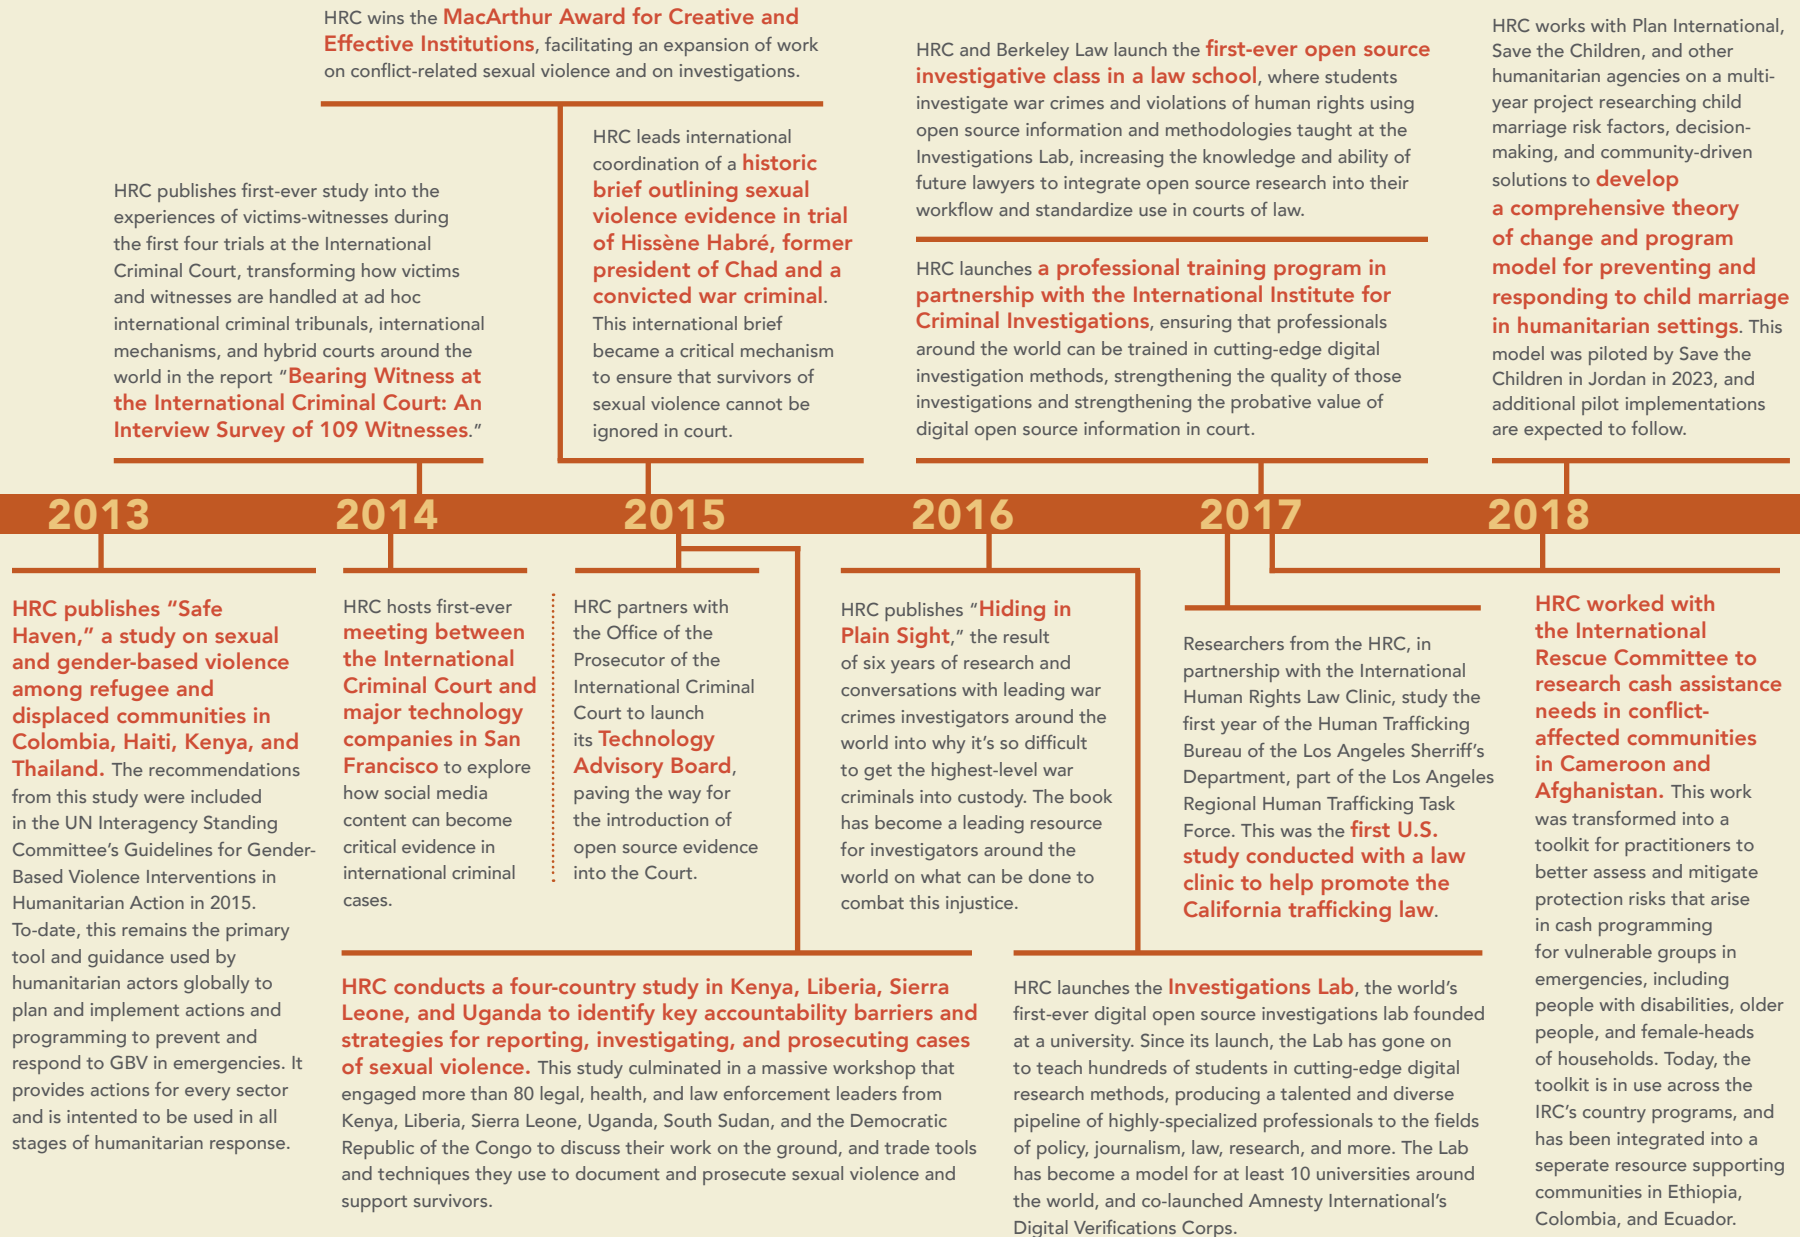 HRC wins the MacArthur Award for Creative and
Effective Institutions, facilitating an expansion of work
on conflict-related sexual violence and on investigations.
HRC publishes first-ever study into the
experiences of victims-witnesses during
the first four trials at the International
Criminal Court, transforming how victims
and witnesses are handled at ad hoc
international criminal tribunals, international
mechanisms, and hybrid courts around the
world in the report "Bearing Witness at
the International Criminal Court: An
Interview Survey of 109 Witnesses."
HRC leads international
coordination of a historic
brief outlining sexual
violence evidence in trial
of Hissène Habré, former
president of Chad and a
convicted war criminal.
This international brief
became a critical mechanism
to ensure that survivors of
sexual violence cannot be
ignored in court.
HRC and Berkeley Law launch the first-ever open source
investigative class in a law school, where students
investigate war crimes and violations of human rights using
open source information and methodologies taught at the
Investigations Lab, increasing the knowledge and ability of
future lawyers to integrate open source research into their
workflow and standardize use in courts of law.
HRC launches a professional training program in
partnership with the International Institute for
Criminal Investigations, ensuring that professionals
around the world can be trained in cutting-edge digital
investigation methods, strengthening the quality of those
investigations and strengthening the probative value of
digital open source information in court.
HRC works with Plan International,
Save the Children, and other
humanitarian agencies on a multi-
year project researching child
marriage risk factors, decision-
making, and community-driven
solutions to develop
a comprehensive theory
of change and program
model for preventing and
responding to child marriage
in humanitarian settings. This
model was piloted by Save the
Children in Jordan in 2023, and
additional pilot implementations
are expected to follow.
2013
2014
2015
2016
2017
2018
HRC publishes "Safe
Haven," a study on sexual
and gender-based violence
among refugee and
displaced communities in
Colombia, Haiti, Kenya, and
Thailand. The recommendations
from this study were included
in the UN Interagency Standing
Committee's Guidelines for Gender-
Based Violence Interventions in
Humanitarian Action in 2015.
To-date, this remains the primary
tool and guidance used by
humanitarian actors globally to
plan and implement actions and
programming to prevent and
respond to GBV in emergencies. It
provides actions for every sector
and is intented to be used in all
stages of humanitarian response.
HRC hosts first-ever
meeting between
the International
Criminal Court and
major technology
companies in San
Francisco to explore
how social media
content can become
critical evidence in
international criminal
cases.
HRC partners with
the Office of the
Prosecutor of the
International Criminal
Court to launch
its Technology
Advisory Board,
paving the way for
the introduction of
open source evidence
into the Court.
HRC conducts a four-country study in Kenya, Liberia, Sierra
Leone, and Uganda to identify key accountability barriers and
strategies for reporting, investigating, and prosecuting cases
of sexual violence. This study culminated in a massive workshop that
engaged more than 80 legal, health, and law enforcement leaders from
Kenya, Liberia, Sierra Leone, Uganda, South Sudan, and the Democratic
Republic of the Congo to discuss their work on the ground, and trade tools
and techniques they use to document and prosecute sexual violence and
support survivors.
HRC publishes "Hiding in
Plain Sight," the result
of six years of research and
conversations with leading war
crimes investigators around the
world into why it's so difficult
to get the highest-level war
criminals into custody. The book
has become a leading resource
for investigators around the
world on what can be done to
combat this injustice.
HRC launches the Investigations Lab, the world's
first-ever digital open source investigations lab founded
at a university. Since its launch, the Lab has gone on
to teach hundreds of students in cutting-edge digital
research methods, producing a talented and diverse
pipeline of highly-specialized professionals to the fields
of policy, journalism, law, research, and more. The Lab
has become a model for at least 10 universities around
the world, and co-launched Amnesty International's
Digital Verifications Corps.
Researchers from the HRC, in
partnership with the International
Human Rights Law Clinic, study the
first year of the Human Trafficking
Bureau of the Los Angeles Sherriff's
Department, part of the Los Angeles
Regional Human Trafficking Task
Force. This was the first U.S.
study conducted with a law
clinic to help promote the
California trafficking law.
HRC worked with
the International
Rescue Committee to
research cash assistance
needs in conflict-
affected communities
in Cameroon and
Afghanistan. This work
was transformed into a
toolkit for practitioners to
better assess and mitigate
protection risks that arise
in cash programming
for vulnerable groups in
emergencies, including
people with disabilities, older
people, and female-heads
of households. Today, the
toolkit is in use across the
IRC's country programs, and
has been integrated into a
seperate resource supporting
communities in Ethiopia,
Colombia, and Ecuador.